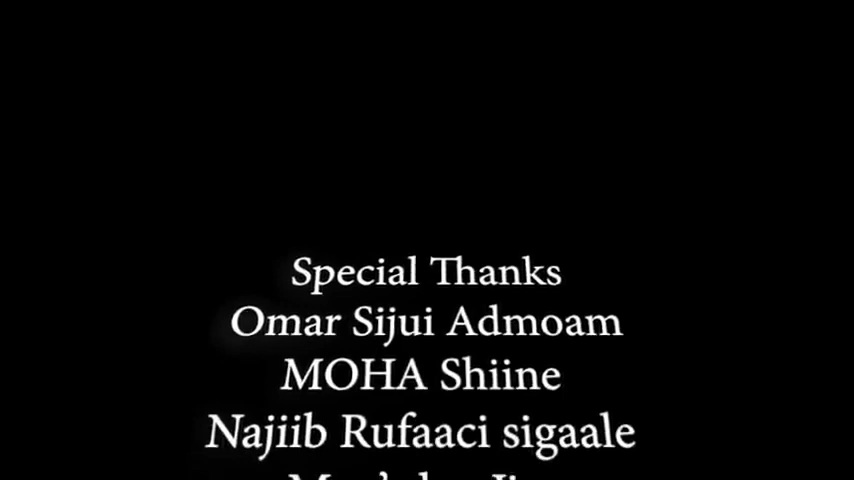 Special Thanks
Omar Sijui Admoam
MOHA Shiine
Najiib Rufaaci sigaale